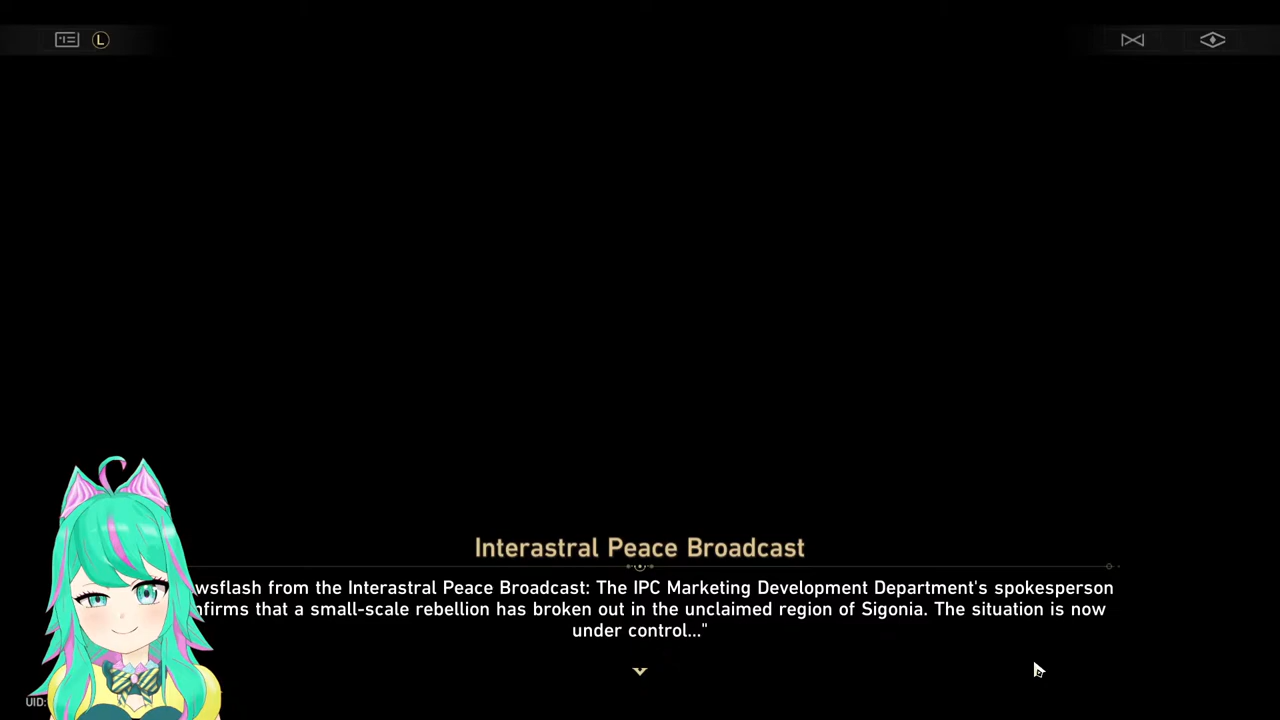 L
Interastral Peace Broadcast
wsflash from the Interastral Peace Broadcast: The IPC Marketing Development Department's spokesperson
nfirms that a small-scale rebellion has broken out in the unclaimed region of Sigonia. The situation is now
under control..."
UID: